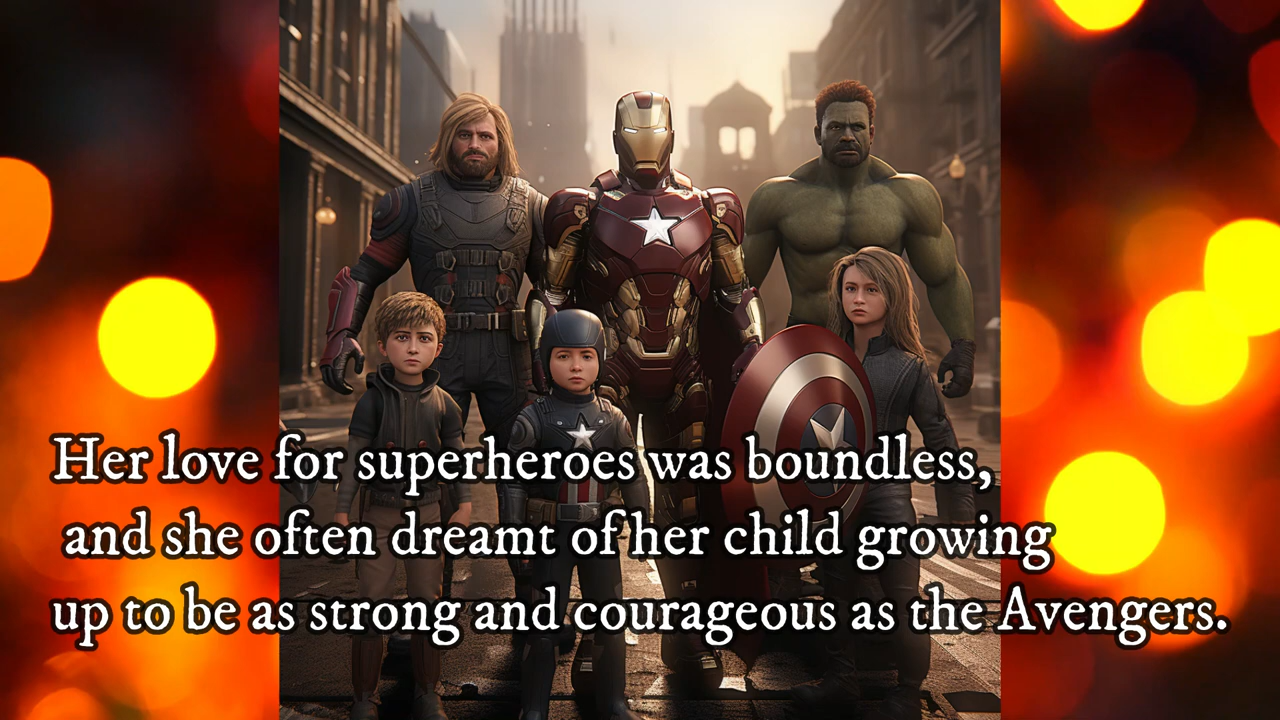 Her love for superheroes was boundless,
and she often dreamt of her child growing
up to be as strong and courageous as the Avengers.